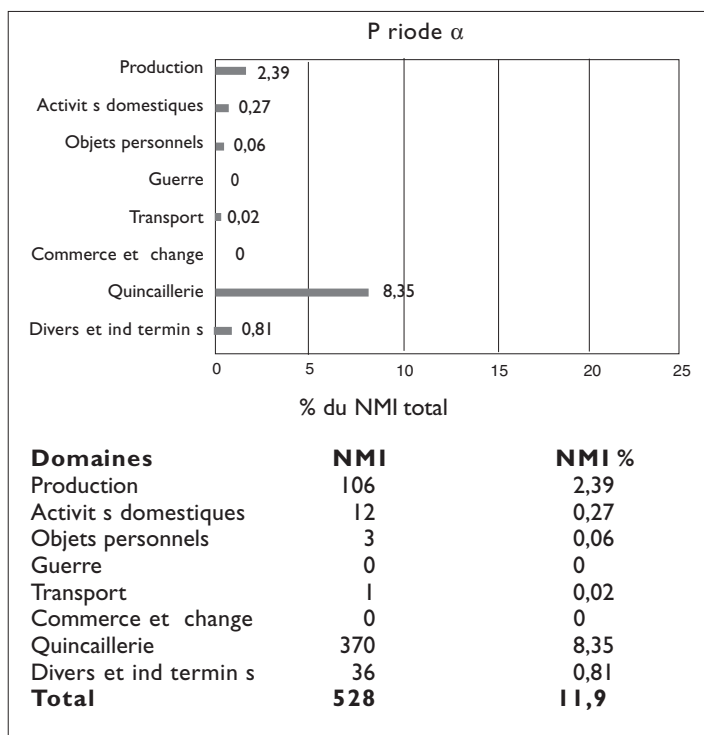 P riode α
Production 2,39
Activit s domestiques 0,27
Objets personnels 0,06
Guerre 0
Transport 0,02
Commerce et change 0
Quincaillerie 8,35
Divers et ind termin s 0,81
0 5 10 15 20 25
% du NMI total
Domaines NMI NMI %
Production 106 2,39
Activit s domestiques 12 0,27
Objets personnels 3 0,06
Guerre 0 0
Transport 1 0,02
Commerce et change 0 0
Quincaillerie 370 8,35
Divers et ind termin s 36 0,81
Total 528 11,9